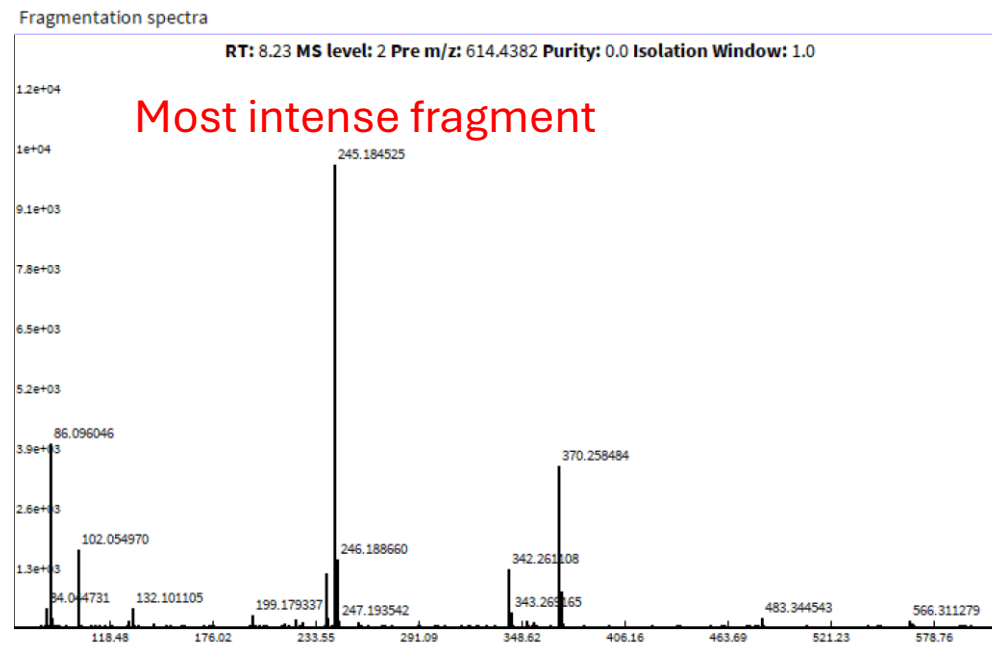 Fragmentation spectra
RT: 8.23 MS level: 2 Pre m/z: 614.4382 Purity: 0.0 Isolation Window: 1.0
1.2e+04
Most intense fragment
1e+04
245.184525
9.1e+03
7.8e+03
6.5e+03
5.2e+03
86.096046
3.9e+03
370.258484
2.6e+03
102.054970
246.188660
342.261108
1.3e+03
84.044731
132.101105
199.179337
247.193542
343.269165
483.344543
566.311279
118.48 176.02 233.55 291.09 348.62 406.16 463.69 521.23 578.76